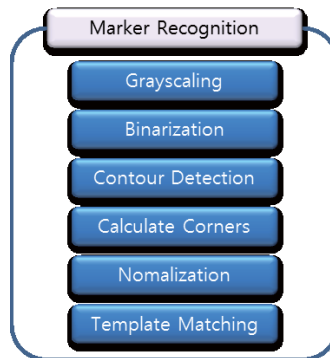 Marker Recognition
Grayscaling
Binarization
Contour Detection
Calculate Corners
Nomalization
Template Matching